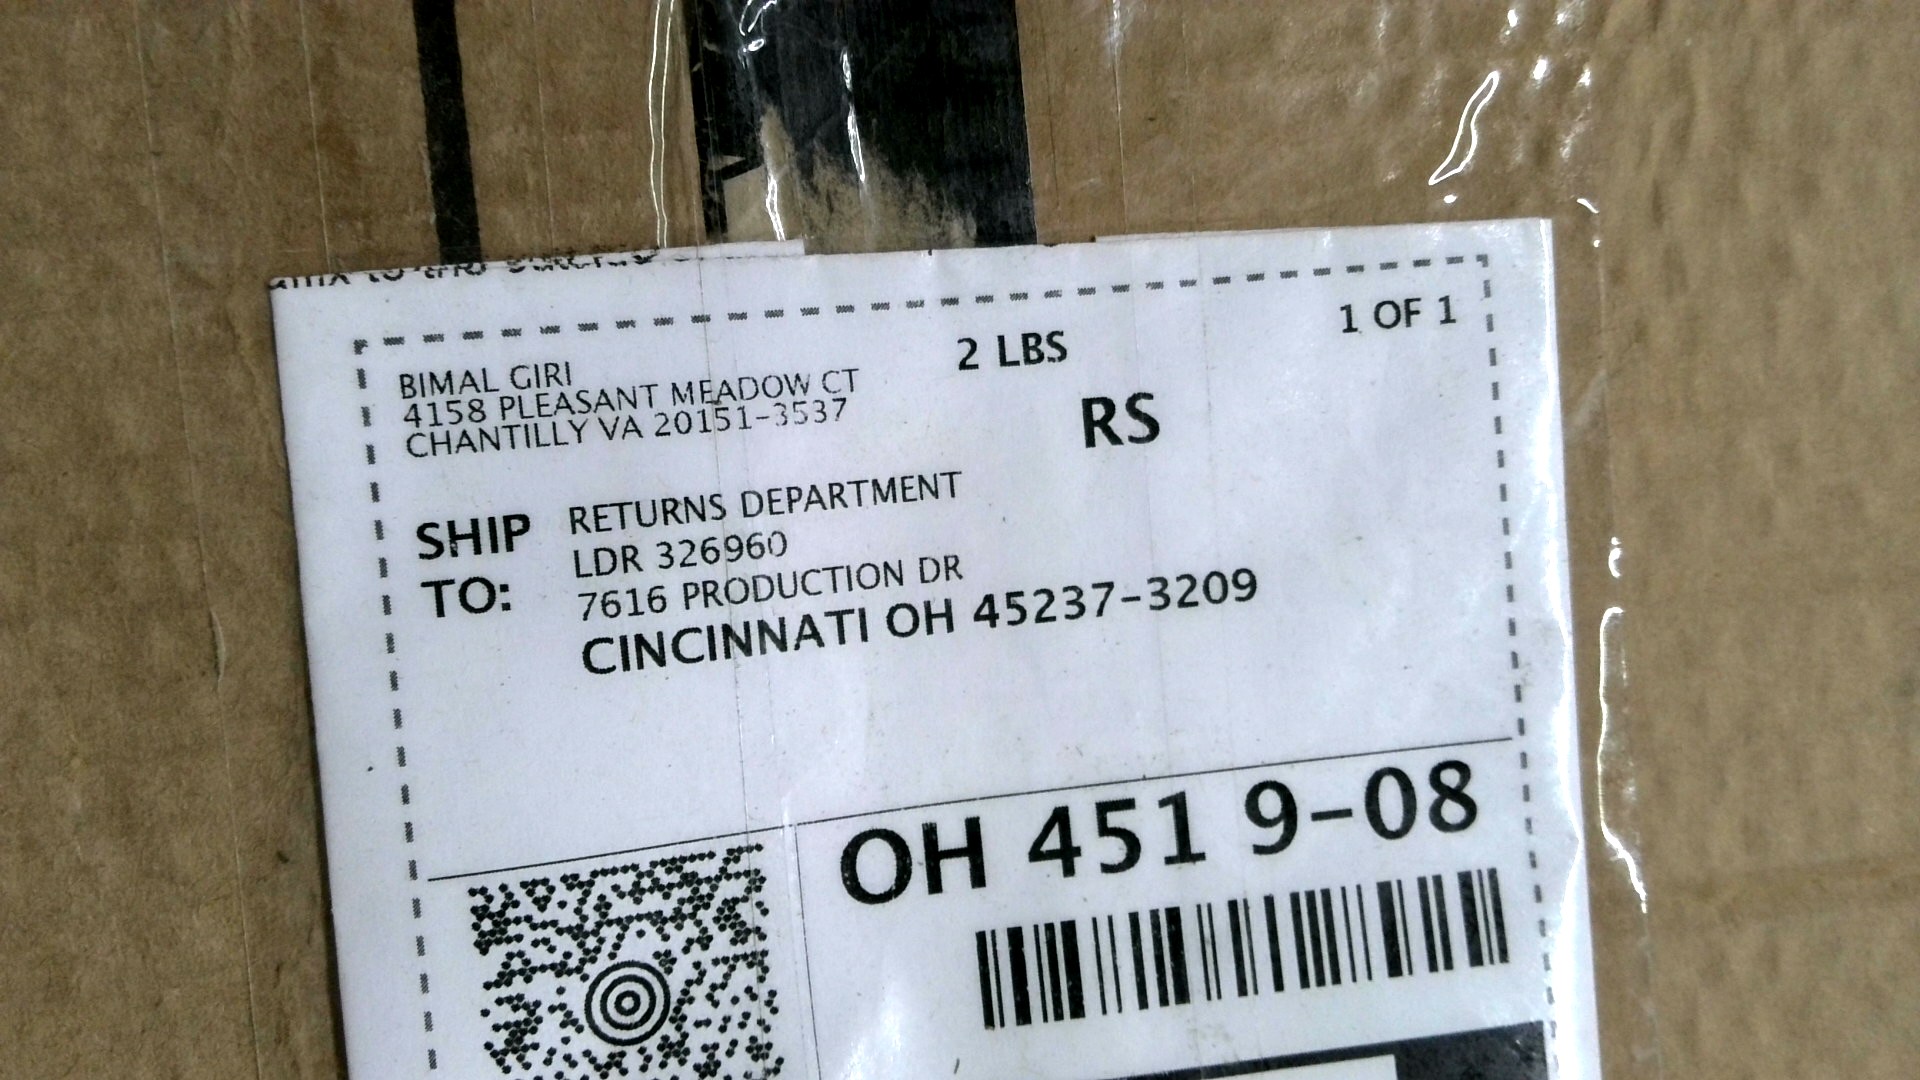 BIMAL GIRI
4158 PLEASANT MEADOW CT
CHANTILLY VA 20151-3537
2 LBS
1 OF 1
RS
SHIP TO:
RETURNS DEPARTMENT
LDR 326960
7616 PRODUCTION DR
CINCINNATI OH 45237-3209
OH 451 9-08